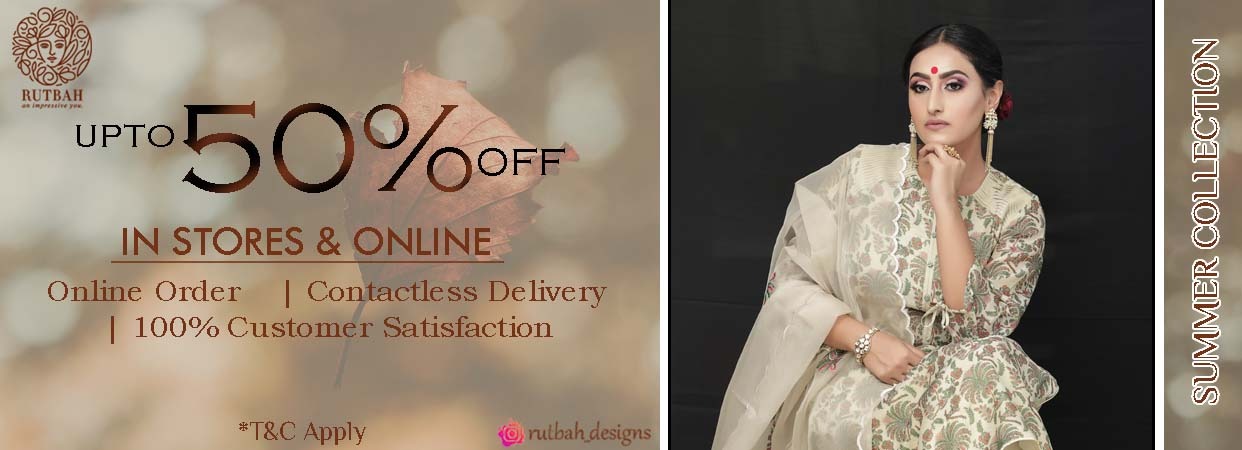 RUTBAH
an impressive you.
UPTO 50% OFF
IN STORES & ONLINE
Online Order | Contactless Delivery
| 100% Customer Satisfaction
*T&C Apply
rutbah_designs
SUMMER COLLECTION